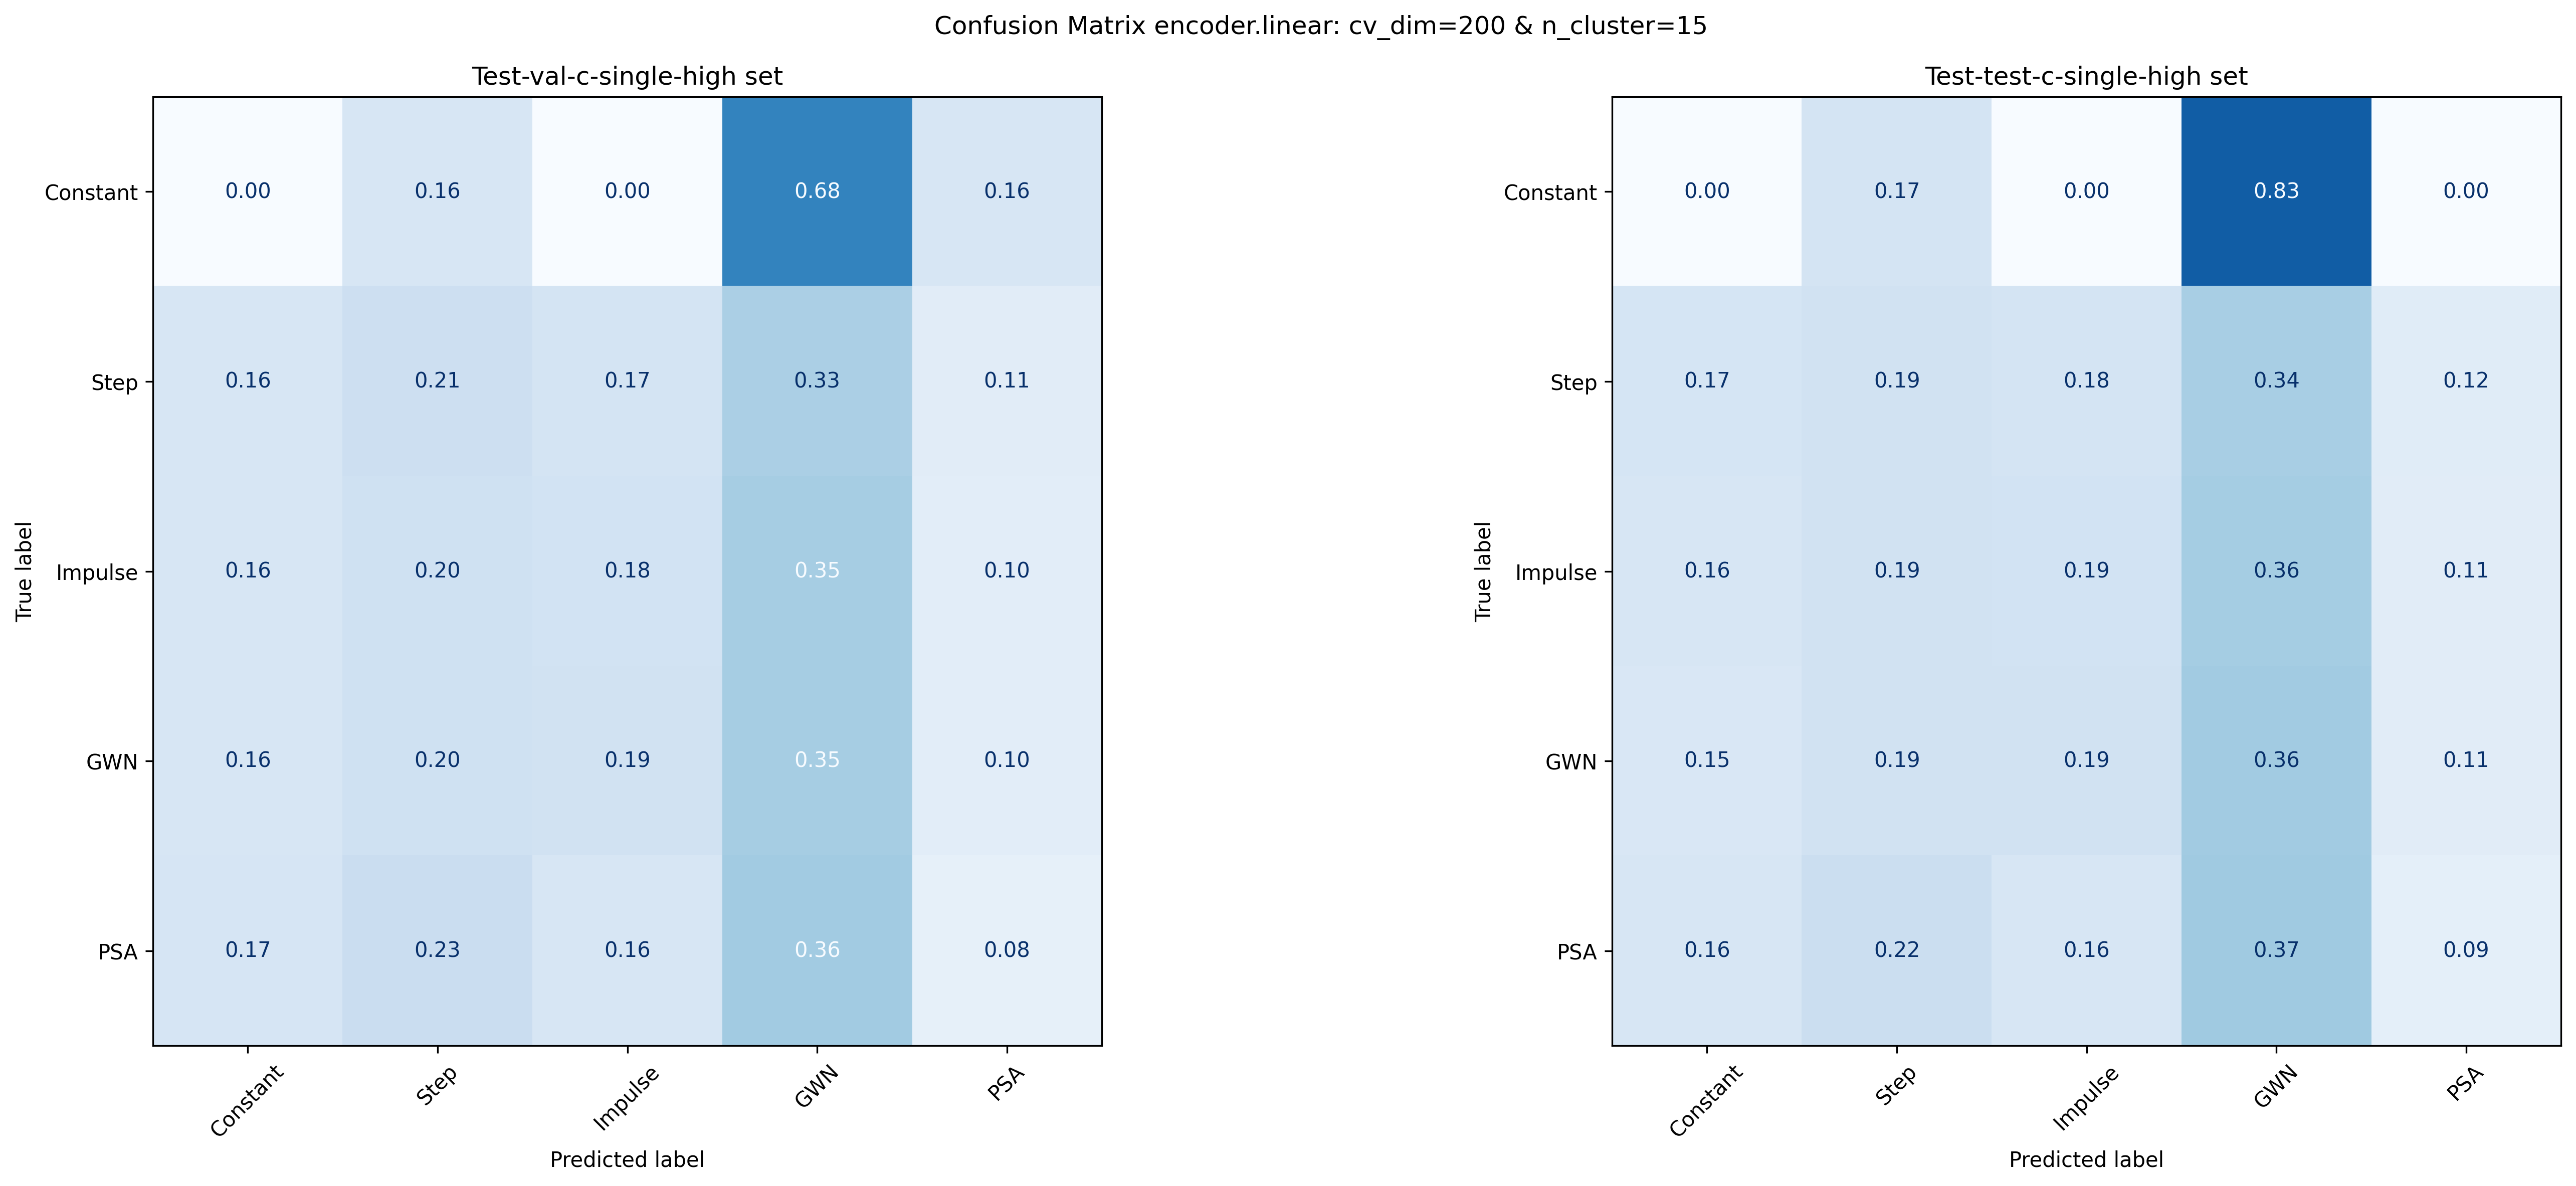 Confusion Matrix encoder.linear: cv_dim=200 & n_cluster=15
Test-val-c-single-high set
True label
Constant 0.00 0.16 0.00 0.68 0.16
Step 0.16 0.21 0.17 0.33 0.11
Impulse 0.16 0.20 0.18 0.35 0.10
GWN 0.16 0.20 0.19 0.35 0.10
PSA 0.17 0.23 0.16 0.36 0.08
Constant Step Impulse GWN PSA
Predicted label
Test-test-c-single-high set
True label
Constant 0.00 0.17 0.00 0.83 0.00
Step 0.17 0.19 0.18 0.34 0.12
Impulse 0.16 0.19 0.19 0.36 0.11
GWN 0.15 0.19 0.19 0.36 0.11
PSA 0.16 0.22 0.16 0.37 0.09
Constant Step Impulse GWN PSA
Predicted label